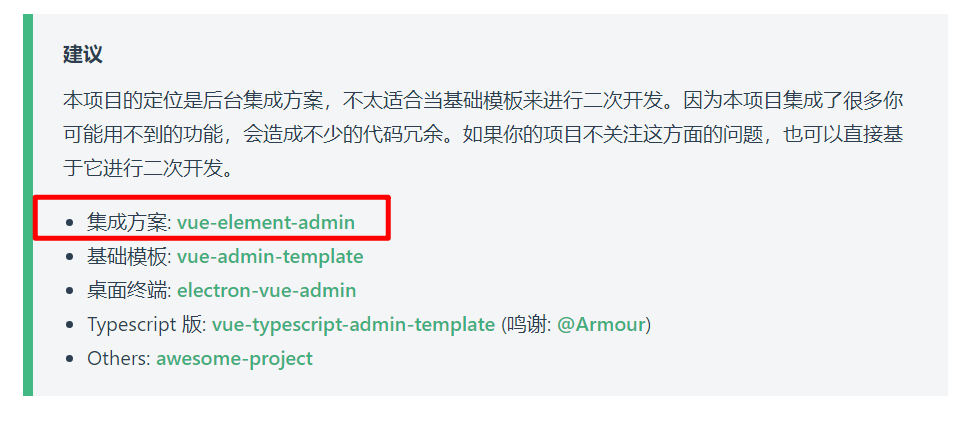 建议
本项目的定位是后台集成方案，不太适合当基础模板来进行二次开发。因为本项目集成了很多你
可能用不到的功能，会造成不少的代码冗余。如果你的项目不关注这方面的问题，也可以直接基
于它进行二次开发。
• 集成方案: vue-element-admin
• 基础模板: vue-admin-template
• 桌面终端: electron-vue-admin
• Typescript 版: vue-typescript-admin-template (鸣谢: @Armour)
• Others: awesome-project